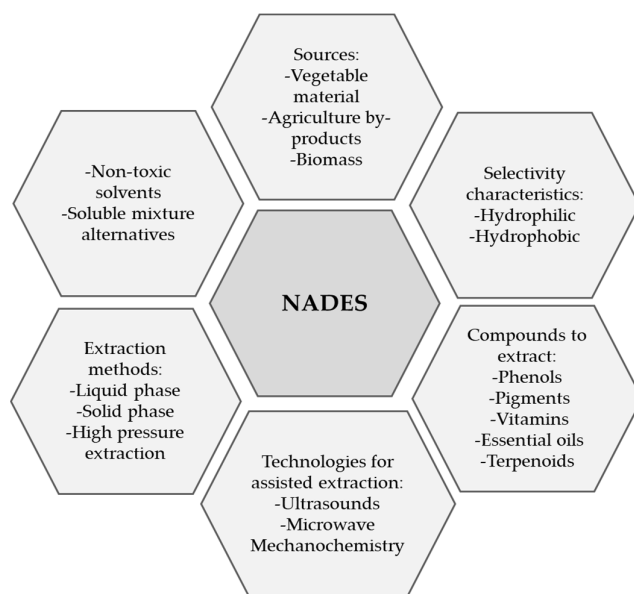 Sources:
-Vegetable
material
-Agriculture by-
products
-Biomass
-Non-toxic
solvents
-Soluble mixture
alternatives
Selectivity
characteristics:
-Hydrophilic
-Hydrophobic
NADES
Extraction
methods:
-Liquid phase
-Solid phase
-High pressure
extraction
Compounds to
extract:
-Phenols
-Pigments
-Vitamins
-Essential oils
-Terpenoids
Technologies for
assisted extraction:
-Ultrasounds
-Microwave
Mechanochemistry